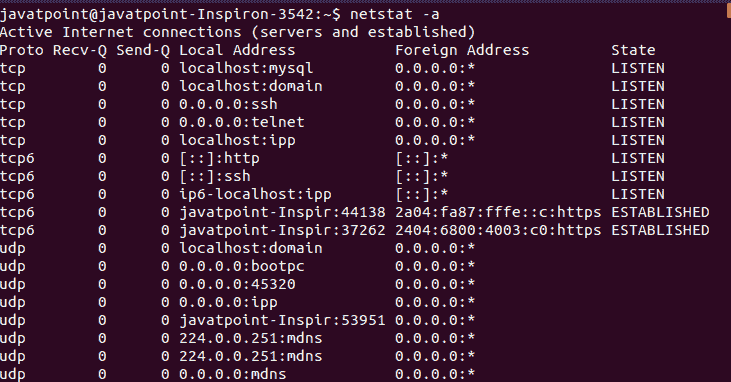 javatpoint@javatpoint-Inspiron-3542:~$ netstat -a
Active Internet connections (servers and established)
Proto Recv-Q Send-Q Local Address           Foreign Address         State
tcp        0      0 localhost:mysql         0.0.0.0:*               LISTEN
tcp        0      0 localhost:domain        0.0.0.0:*               LISTEN
tcp        0      0 0.0.0.0:ssh             0.0.0.0:*               LISTEN
tcp        0      0 0.0.0.0:telnet          0.0.0.0:*               LISTEN
tcp        0      0 localhost:ipp           0.0.0.0:*               LISTEN
tcp6       0      0 [::]:http               [::]:*                  LISTEN
tcp6       0      0 [::]:ssh                [::]:*                  LISTEN
tcp6       0      0 ip6-localhost:ipp       [::]:*                  LISTEN
tcp6       0      0 javatpoint-Inspir:44138 2a04:fa87:fffe::c:https ESTABLISHED
tcp6       0      0 javatpoint-Inspir:37262 2404:6800:4003:c0:https ESTABLISHED
udp        0      0 localhost:domain        0.0.0.0:*
udp        0      0 0.0.0.0:bootpc          0.0.0.0:*
udp        0      0 0.0.0.0:45320           0.0.0.0:*
udp        0      0 0.0.0.0:ipp             0.0.0.0:*
udp        0      0 javatpoint-Inspir:53951 0.0.0.0:*
udp        0      0 224.0.0.251:mdns        0.0.0.0:*
udp        0      0 224.0.0.251:mdns        0.0.0.0:*
udp        0      0 0.0.0.0:mdns            0.0.0.0:*